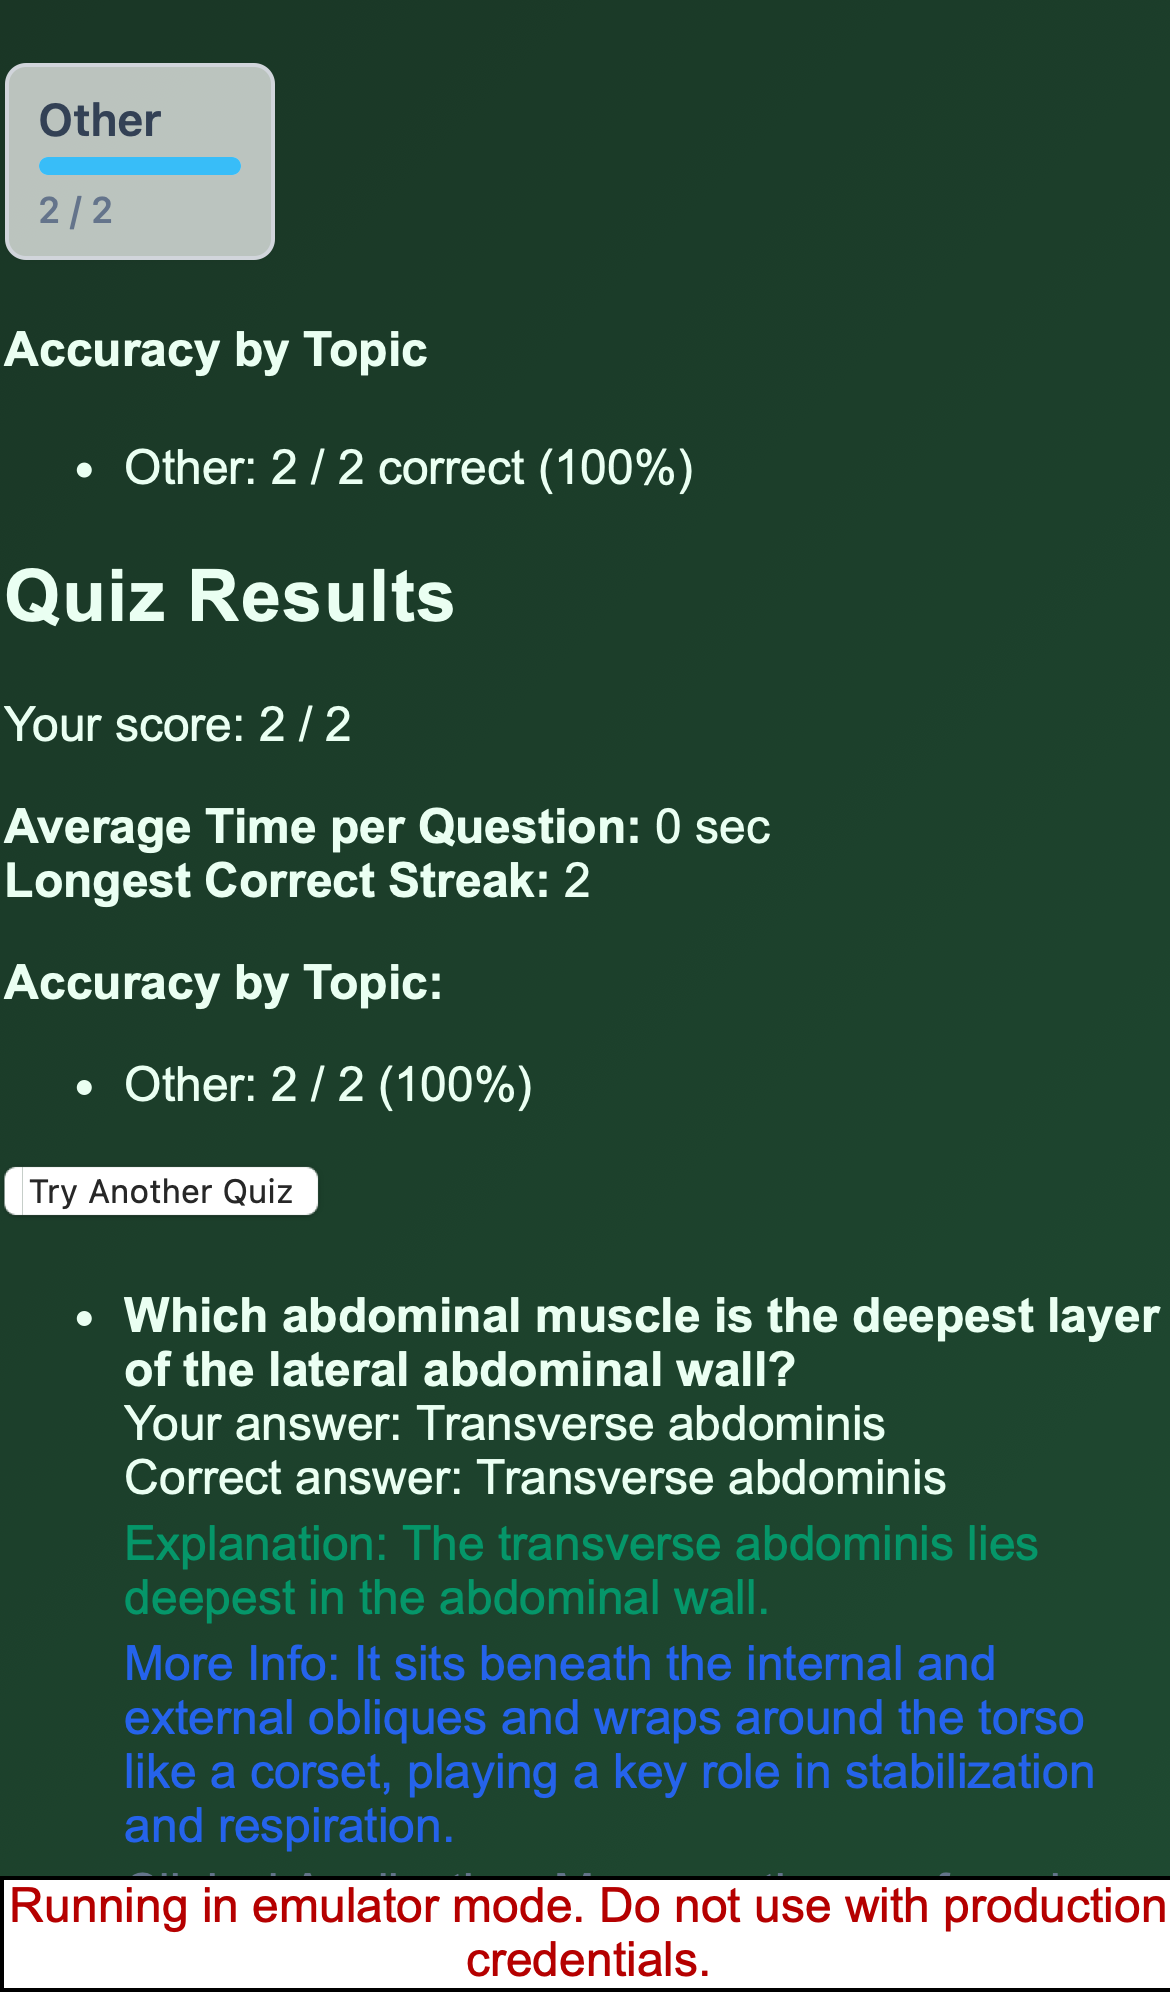 Other
2 / 2
Accuracy by Topic
• Other: 2 / 2 correct (100%)
Quiz Results
Your score: 2 / 2
Average Time per Question: 0 sec
Longest Correct Streak: 2
Accuracy by Topic:
• Other: 2 / 2 (100%)
Try Another Quiz
• Which abdominal muscle is the deepest layer
of the lateral abdominal wall?
Your answer: Transverse abdominis
Correct answer: Transverse abdominis
Explanation: The transverse abdominis lies
deepest in the abdominal wall.
More Info: It sits beneath the internal and
external obliques and wraps around the torso
like a corset, playing a key role in stabilization
and respiration.
Running in emulator mode. Do not use with production
credentials.